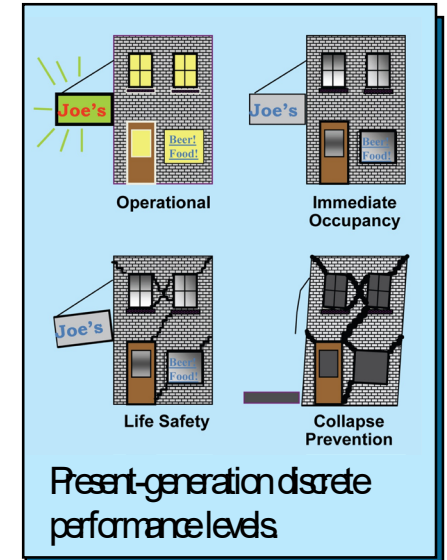 Joe's
Beer!
Food!
Operational
Joe's
Beer!
Food!
Immediate
Occupancy
Joe's
Beer!
Food!
Life Safety
Collapse
Prevention
Present-generation discrete
performance levels.